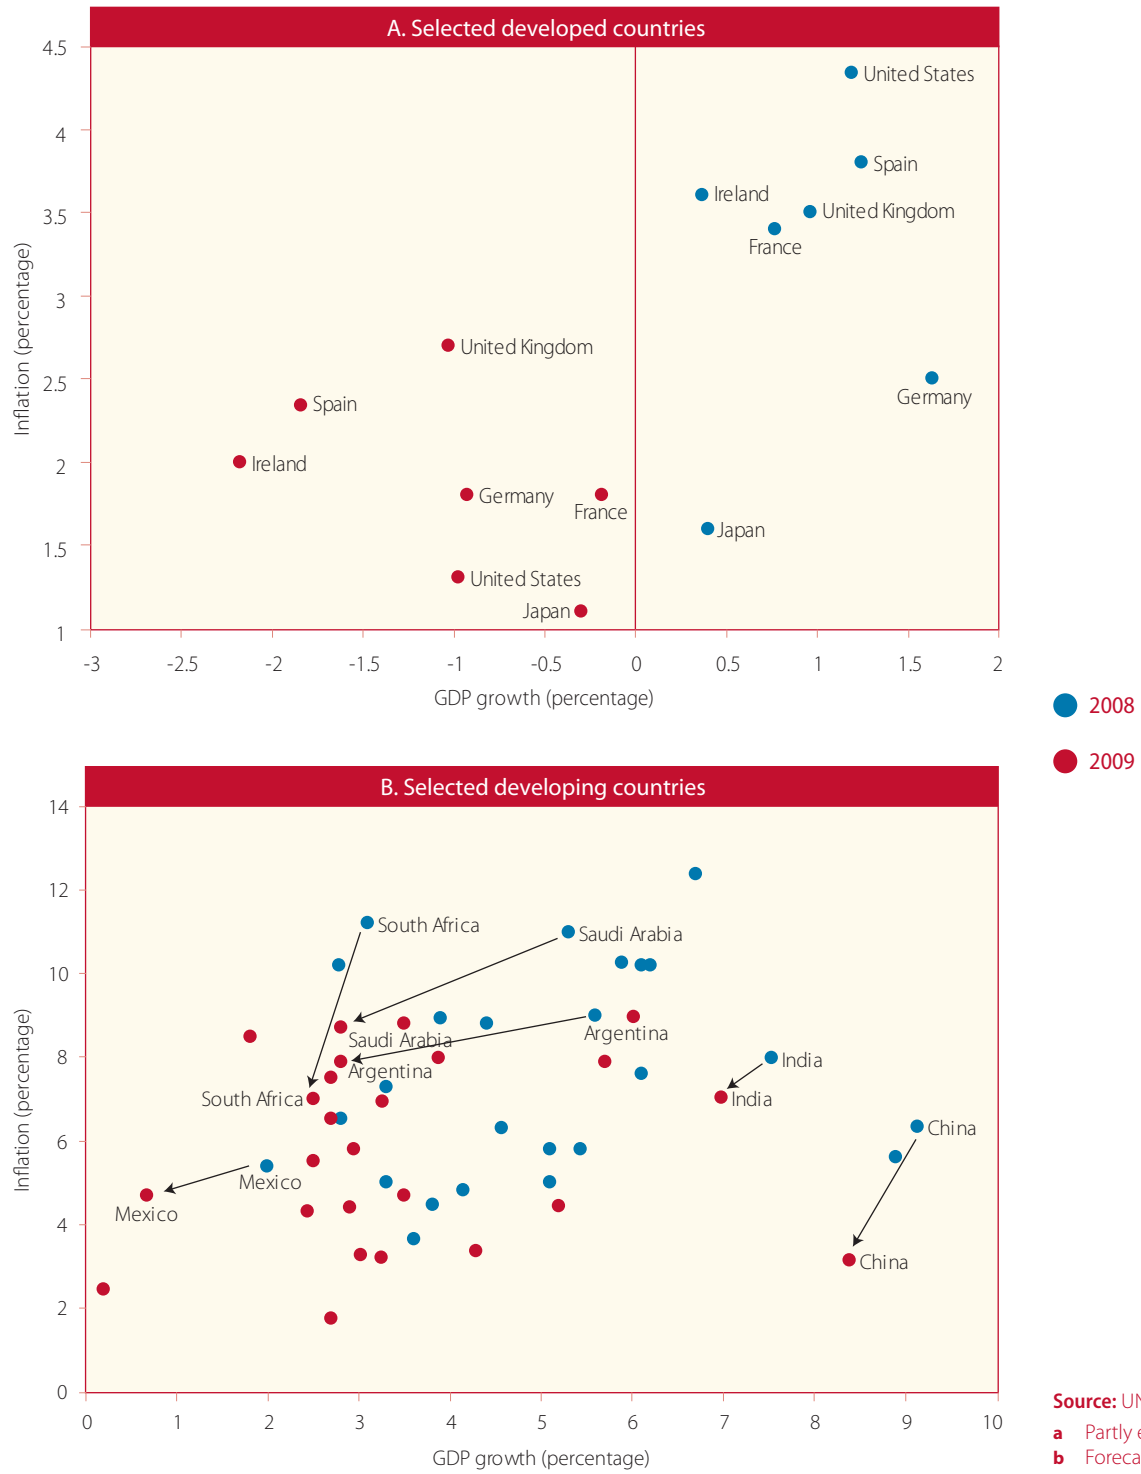 A. Selected developed countries
4.5
4
3.5
3
2.5
2
1.5
1
Inflation (percentage)
United States
Spain
Ireland
United Kingdom
France
United Kingdom
Germany
Spain
Ireland
Germany
France
Japan
United States
Japan
-3 -2.5 -2 -1.5 -1 -0.5 0 0.5 1 1.5 2
GDP growth (percentage)
2008
2009
B. Selected developing countries
14
12
10
8
6
4
2
0
Inflation (percentage)
South Africa
Saudi Arabia
Argentina
Saudi Arabia
India
Argentina
South Africa
India
China
Mexico
Mexico
China
0 1 2 3 4 5 6 7 8 9 10
GDP growth (percentage)
Source: UN
a Partly e
b Foreca